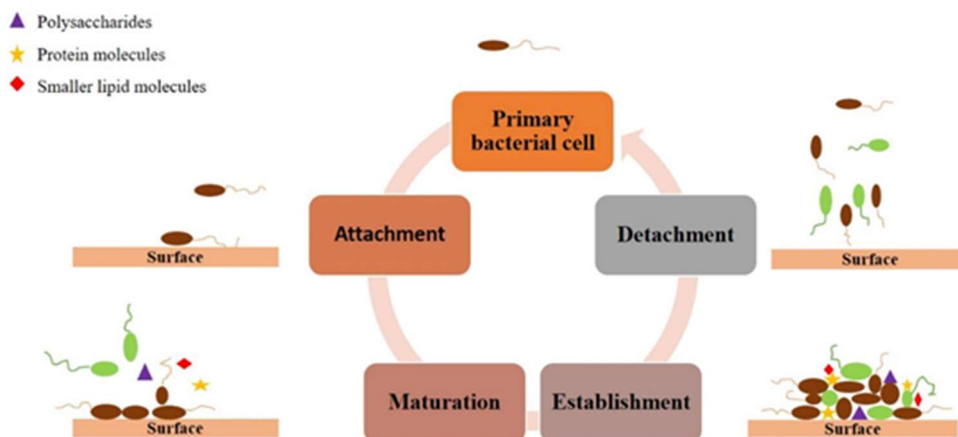 Polysaccharides
Protein molecules
Smaller lipid molecules
Primary
bacterial cell
Attachment
Detachment
Surface
Surface
Maturation
Establishment
Surface
Surface